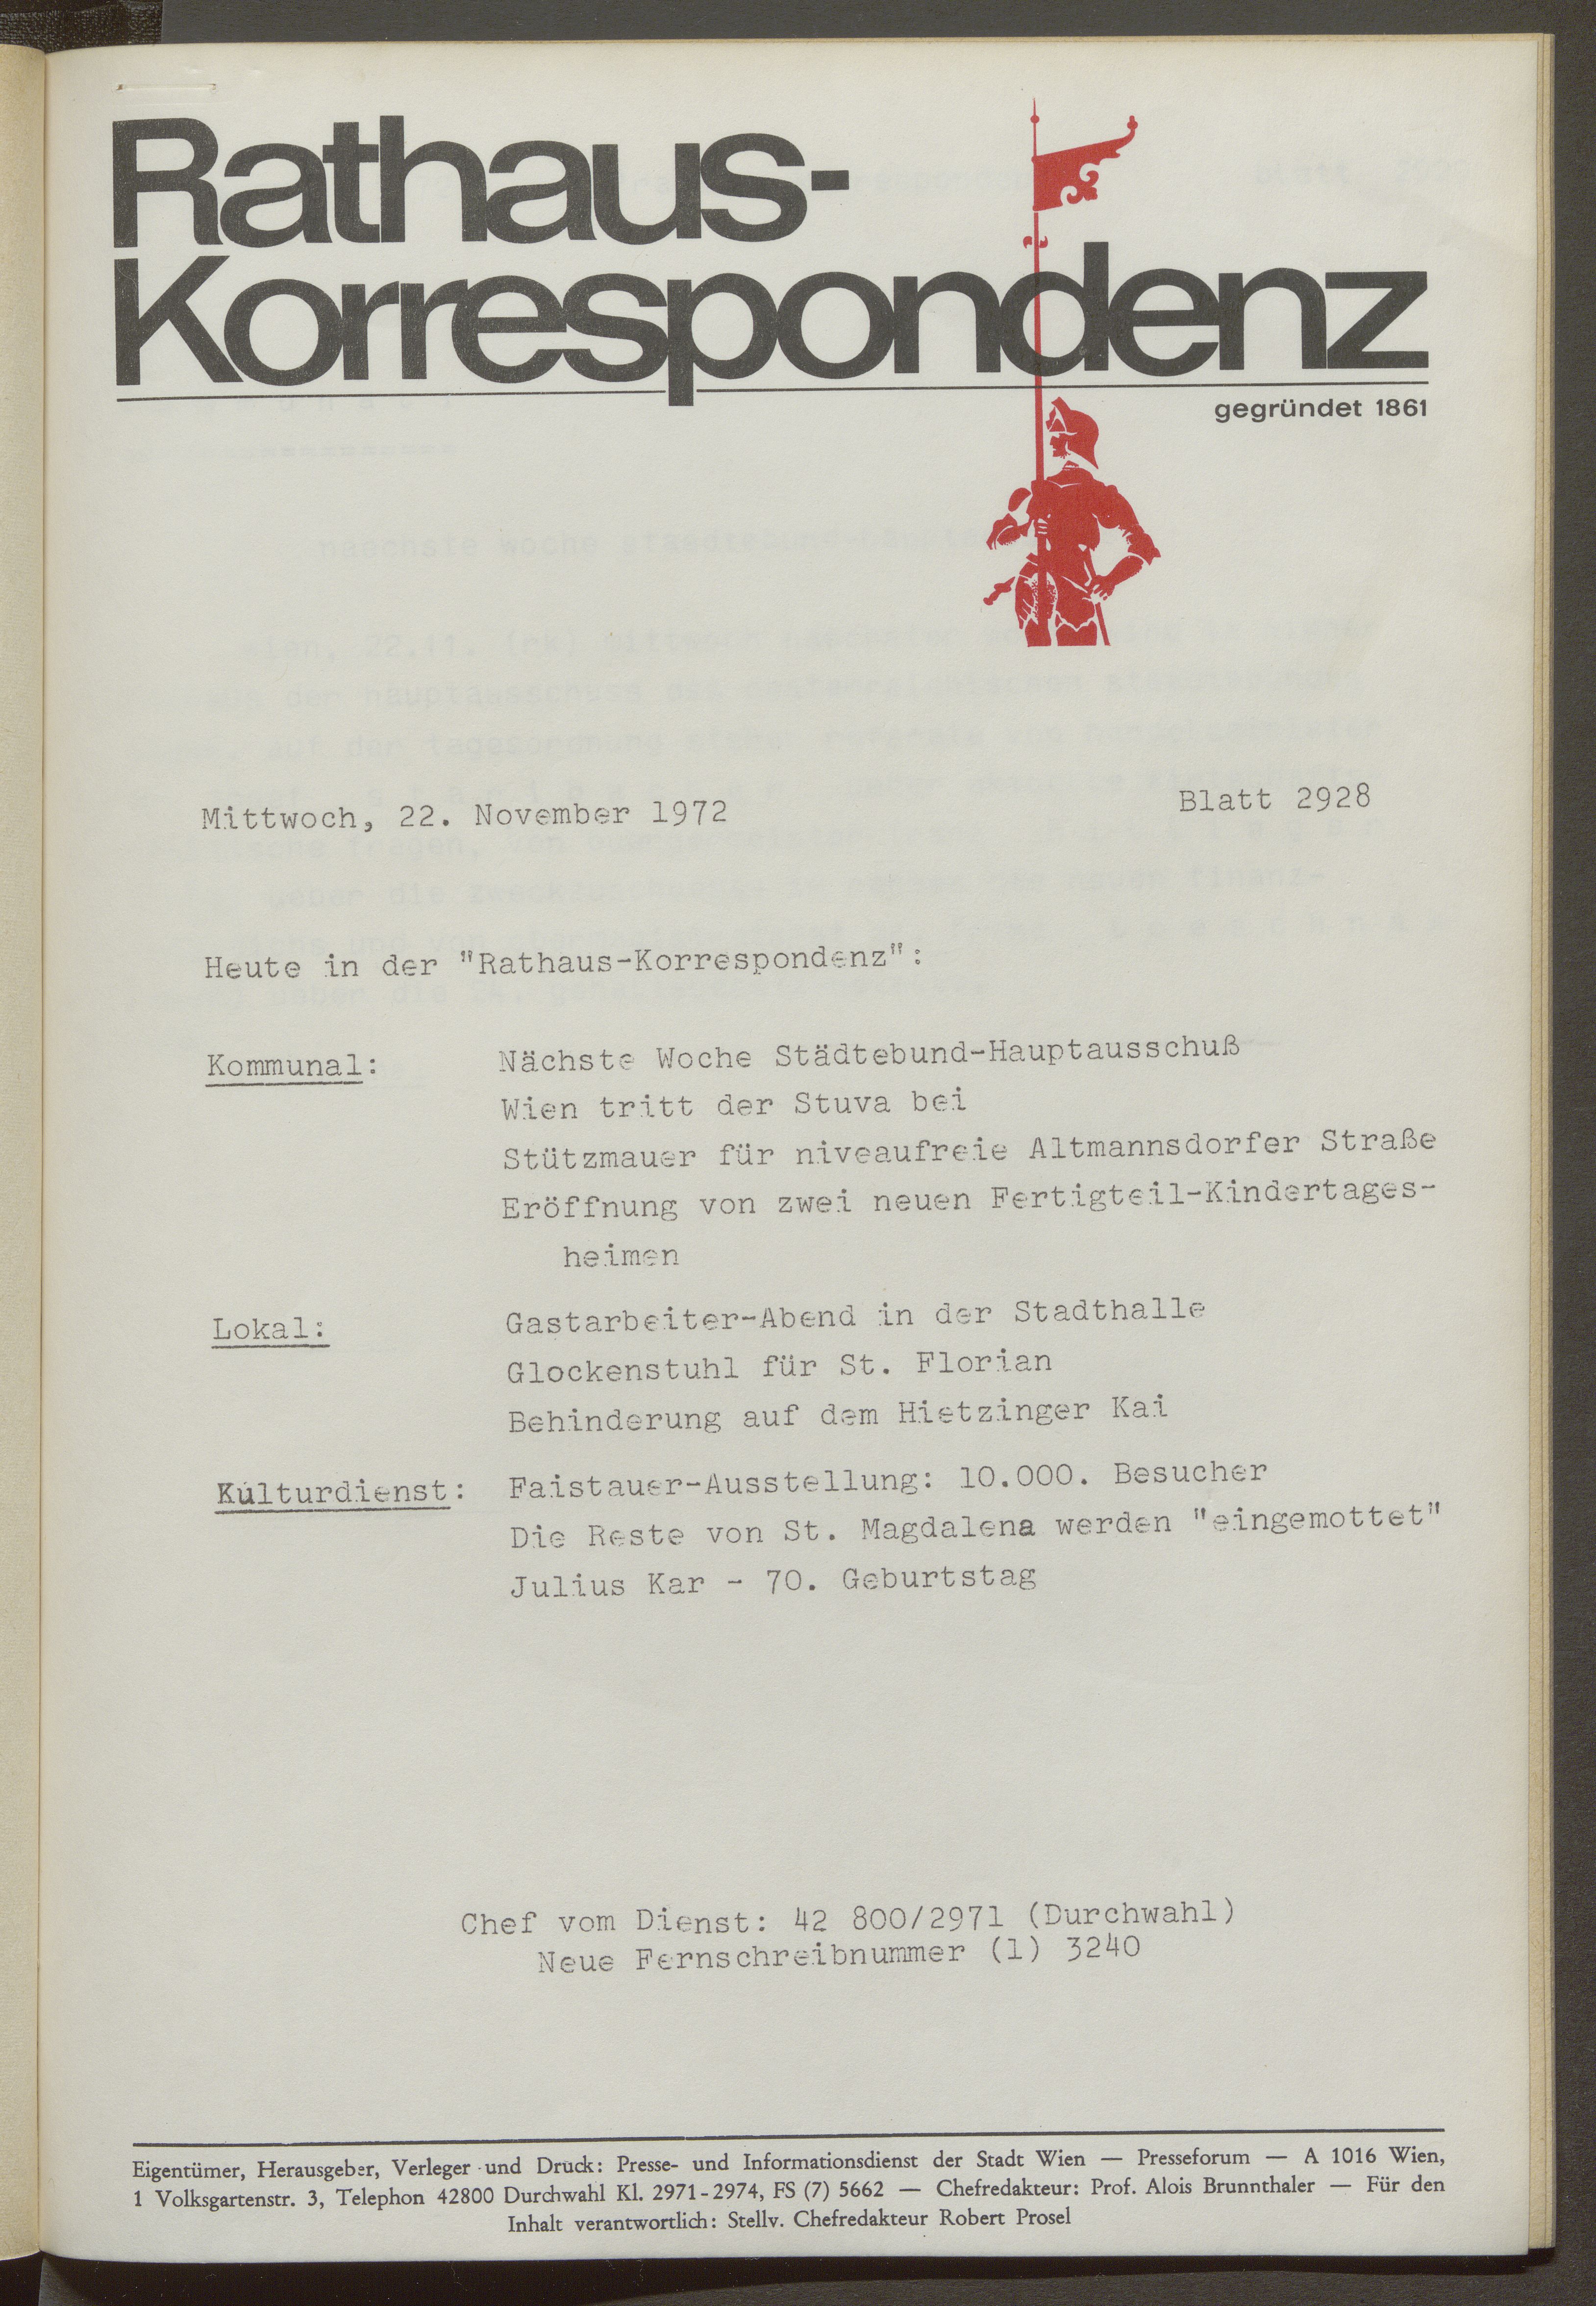 Rathaus-
Korrespondenz
gegründet 1861
Mittwoch, 22. November 1972 Blatt 2928
Heute in der "Rathaus-Korrespondenz":
Kommunal: Nächste Woche Städtebund-Hauptausschuß
Wien tritt der Stuva bei
Stützmauer für niveaufreie Altmannsdorfer Straße
Eröffnung von zwei neuen Fertigteil-Kindertages-
heimen
Lokal: Gastarbeiter-Abend in der Stadthalle
Glockenstuhl für St. Florian
Behinderung auf dem Hietzinger Kai
Kulturdienst: Faistauer-Ausstellung: 10.000. Besucher
Die Reste von St. Magdalena werden "eingemottet"
Julius Kar - 70. Geburtstag
Chef vom Dienst: 42 800/2971 (Durchwahl)
Neue Fernschreibnummer (1) 3240
Eigentümer, Herausgeber, Verleger und Druck: Presse- und Informationsdienst der Stadt Wien — Presseforum — A 1016 Wien,
1 Volksgartenstr. 3, Telephon 42800 Durchwahl Kl. 2971-2974, FS (7) 5662 — Chefredakteur: Prof. Alois Brunnthaler — Für den
Inhalt verantwortlich: Stellv. Chefredakteur Robert Prosel